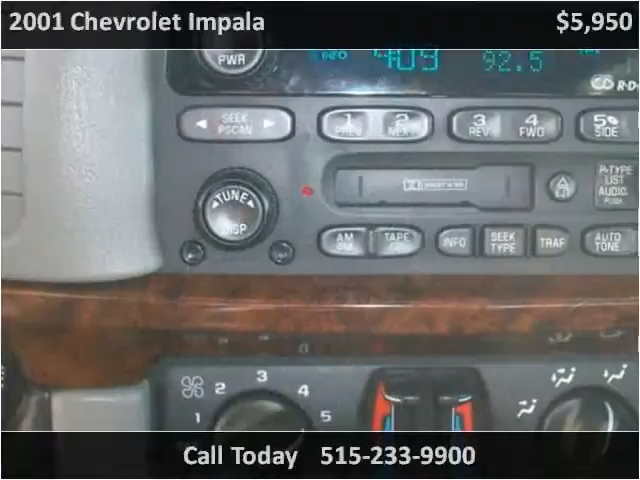 2001 Chevrolet Impala $5,950
PWR 409 92.5 R·D
SEEK PSCAN 1 PREV 2 NEXT 3 REV 4 FWD 5 SIDE
P-TYPE LIST
AUDIO
PUSH
TUNE
DISP
AM FM TAPE INFO SEEK TYPE TRAF AUTO TONE
1 2 3 4 5
Call Today 515-233-9900